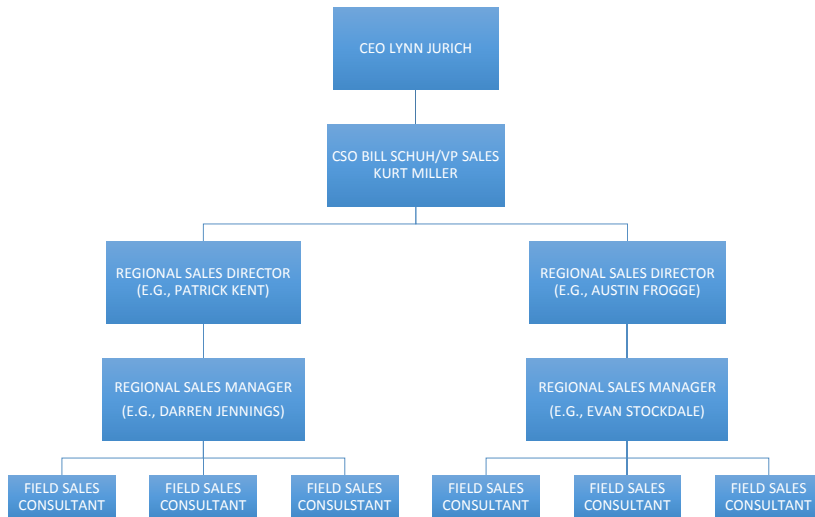 CEO LYNN JURICH
CSO BILL SCHUH/VP SALES
KURT MILLER
REGIONAL SALES DIRECTOR
(E.G., PATRICK KENT)
REGIONAL SALES DIRECTOR
(E.G., AUSTIN FROGGE)
REGIONAL SALES MANAGER
(E.G., DARREN JENNINGS)
REGIONAL SALES MANAGER
(E.G., EVAN STOCKDALE)
FIELD SALES
CONSULTANT
FIELD SALES
CONSULTANT
FIELD SALES
CONSULSTANT
FIELD SALES
CONSULTANT
FIELD SALES
CONSULTANT
FIELD SALES
CONSULTANT